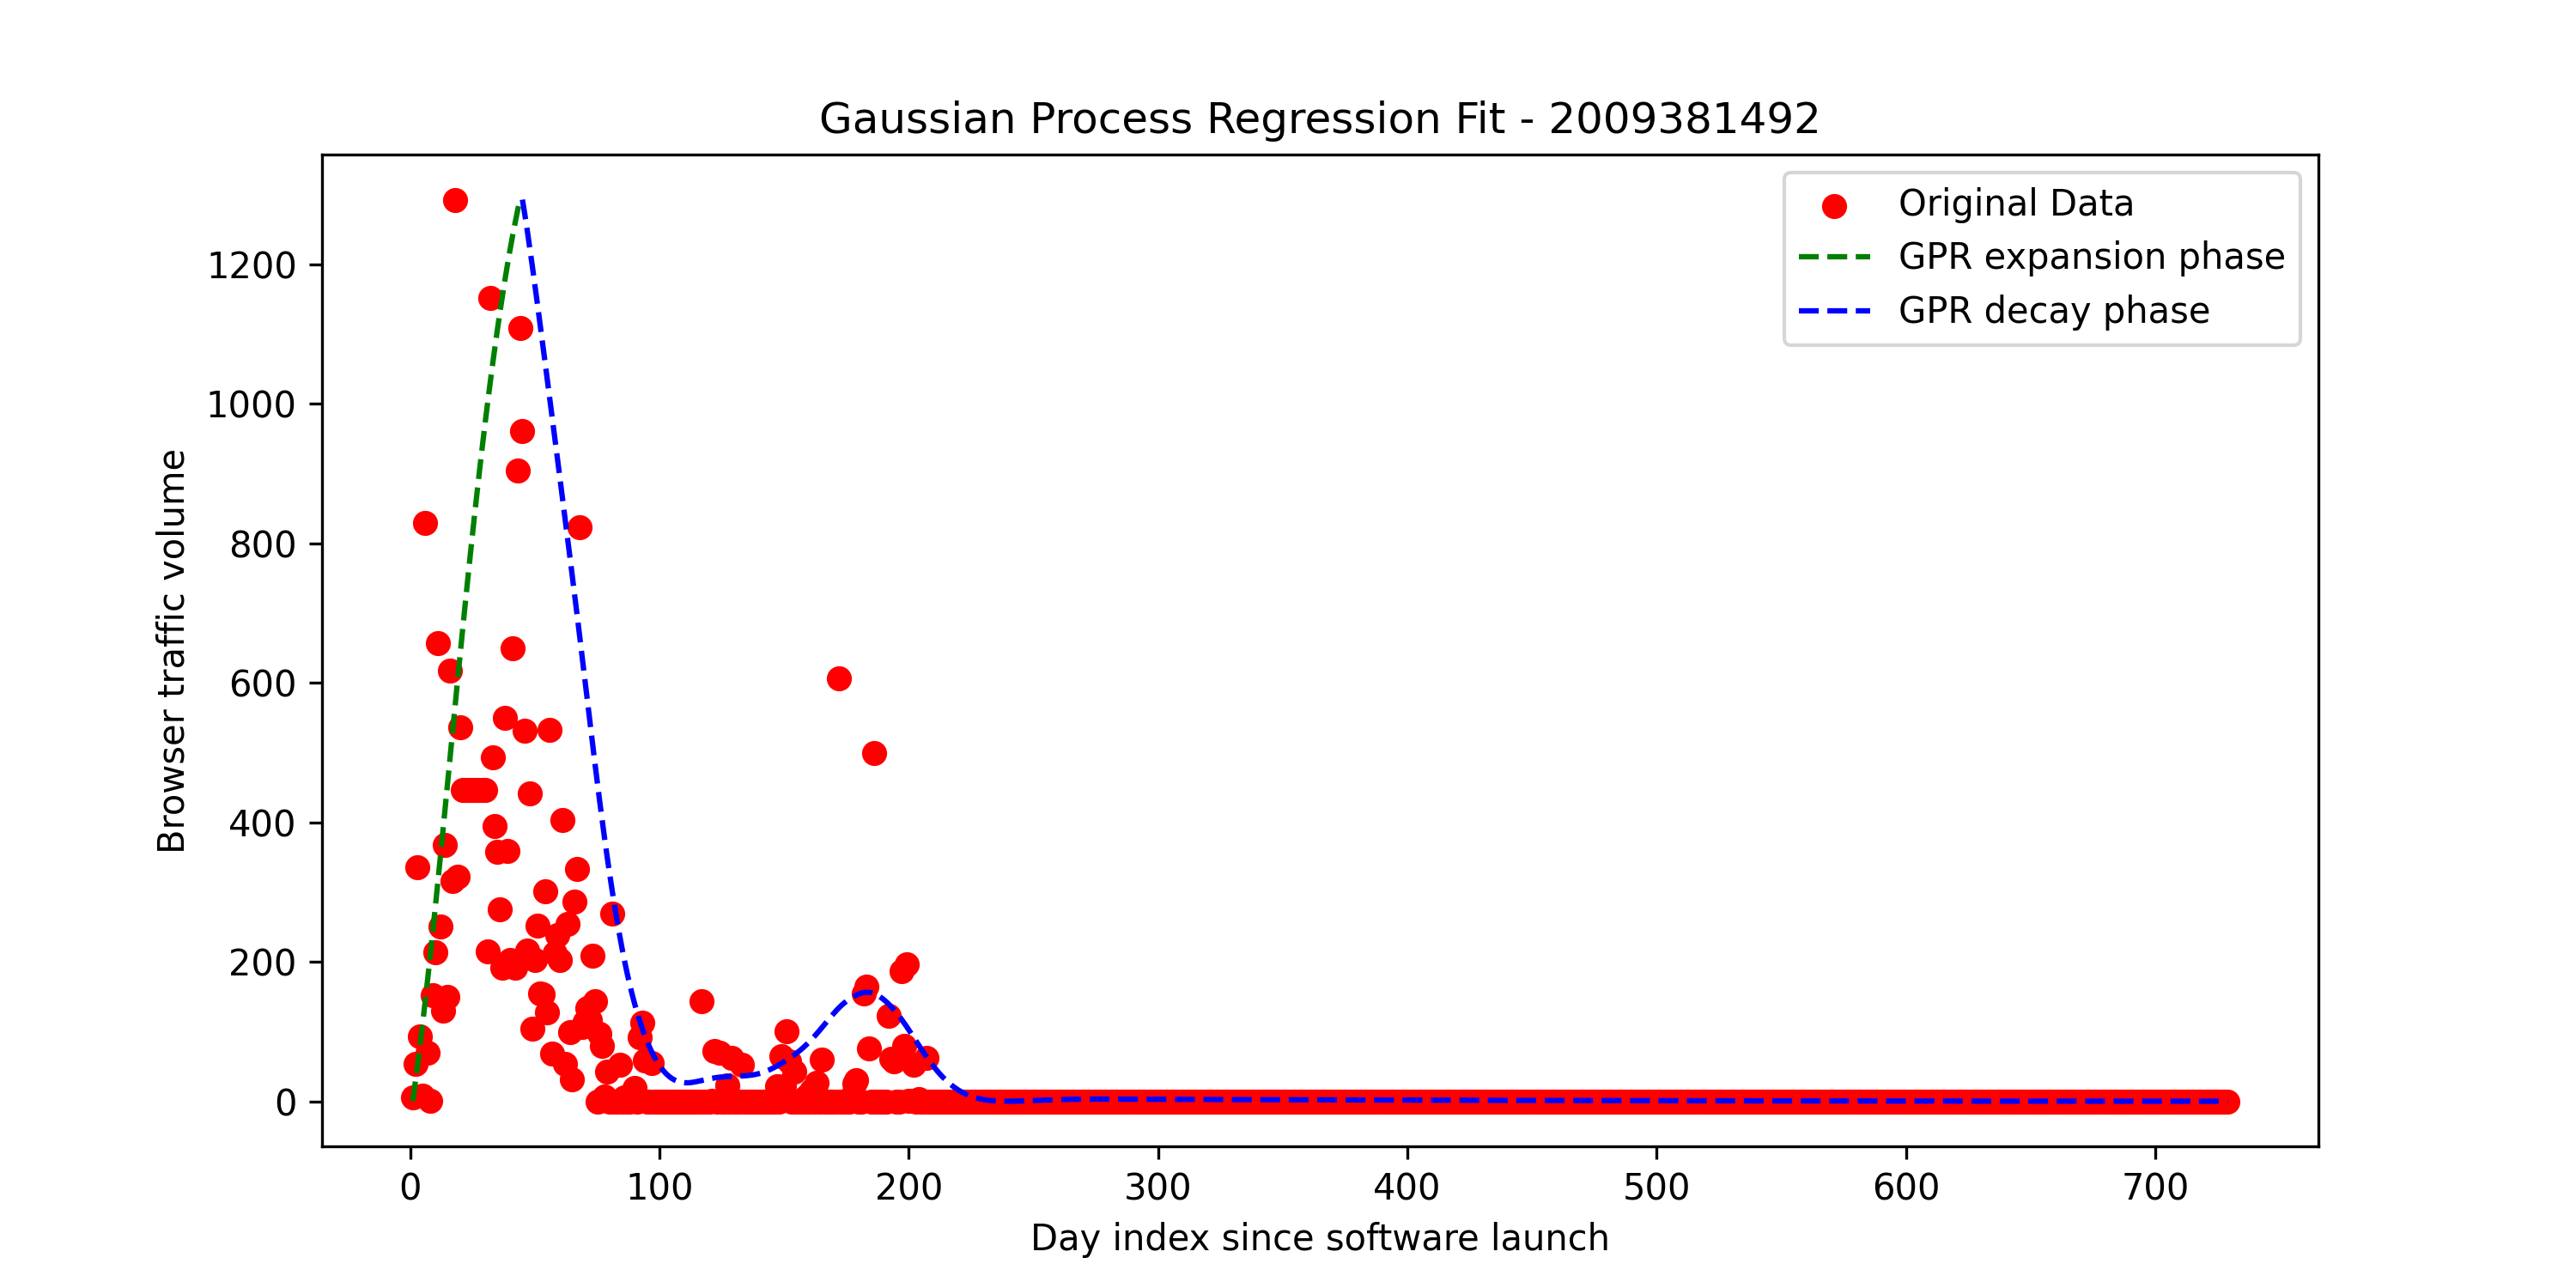 Gaussian Process Regression Fit - 2009381492
Original Data
GPR expansion phase
GPR decay phase
Browser traffic volume
1200
1000
800
600
400
200
0
0 100 200 300 400 500 600 700
Day index since software launch